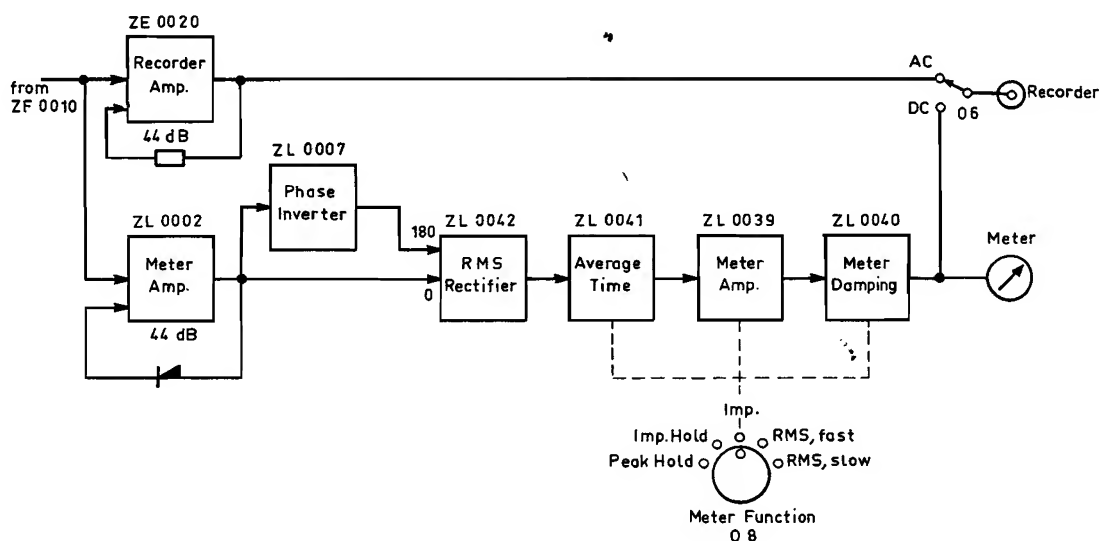 ZE 0020
Recorder
Amp.
from
ZF 0010
44 dB
AC
DC
06
Recorder
ZL 0007
Phase
Inverter
ZL 0002
Meter
Amp.
44 dB
180
0
ZL 0042
RMS
Rectifier
ZL 0041
Average
Time
ZL 0039
Meter
Amp.
ZL 0040
Meter
Damping
Meter
Imp.
Imp. Hold
RMS, fast
Peak Hold
RMS, slow
Meter Function
08